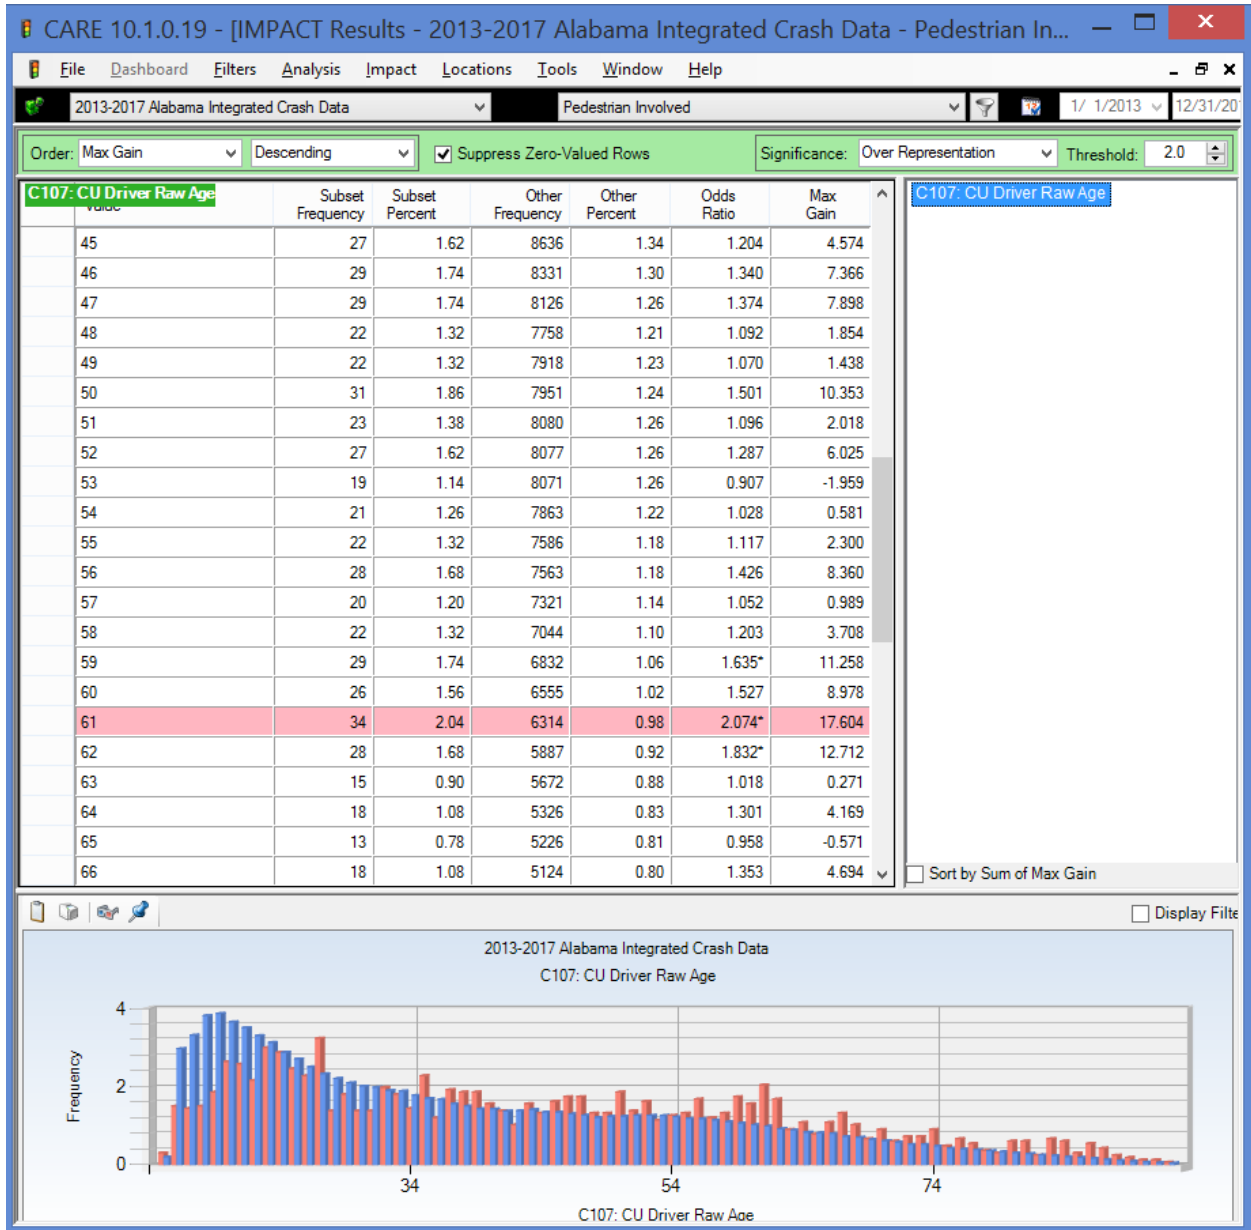 CARE 10.1.0.19 - [IMPACT Results - 2013-2017 Alabama Integrated Crash Data - Pedestrian In...
File Dashboard Filters Analysis Impact Locations Tools Window Help
2013-2017 Alabama Integrated Crash Data Pedestrian Involved 1/ 1/2013 12/31/20
Order: Max Gain Descending Suppress Zero-Valued Rows Significance: Over Representation Threshold: 2.0
C107: CU Driver Raw Age Subset Frequency Subset Percent Other Frequency Other Percent Odds Ratio Max Gain C107: CU Driver Raw Age
45 27 1.62 8636 1.34 1.204 4.574
46 29 1.74 8331 1.30 1.340 7.366
47 29 1.74 8126 1.26 1.374 7.898
48 22 1.32 7758 1.21 1.092 1.854
49 22 1.32 7918 1.23 1.070 1.438
50 31 1.86 7951 1.24 1.501 10.353
51 23 1.38 8080 1.26 1.096 2.018
52 27 1.62 8077 1.26 1.287 6.025
53 19 1.14 8071 1.26 0.907 -1.959
54 21 1.26 7863 1.22 1.028 0.581
55 22 1.32 7586 1.18 1.117 2.300
56 28 1.68 7563 1.18 1.426 8.360
57 20 1.20 7321 1.14 1.052 0.989
58 22 1.32 7044 1.10 1.203 3.708
59 29 1.74 6832 1.06 1.635* 11.258
60 26 1.56 6555 1.02 1.527 8.978
61 34 2.04 6314 0.98 2.074* 17.604
62 28 1.68 5887 0.92 1.832* 12.712
63 15 0.90 5672 0.88 1.018 0.271
64 18 1.08 5326 0.83 1.301 4.169
65 13 0.78 5226 0.81 0.958 -0.571
66 18 1.08 5124 0.80 1.353 4.694 Sort by Sum of Max Gain
Display Filte
2013-2017 Alabama Integrated Crash Data
C107: CU Driver Raw Age
4
Frequency
2
0
34 54 74
C107: CU Driver Raw Age